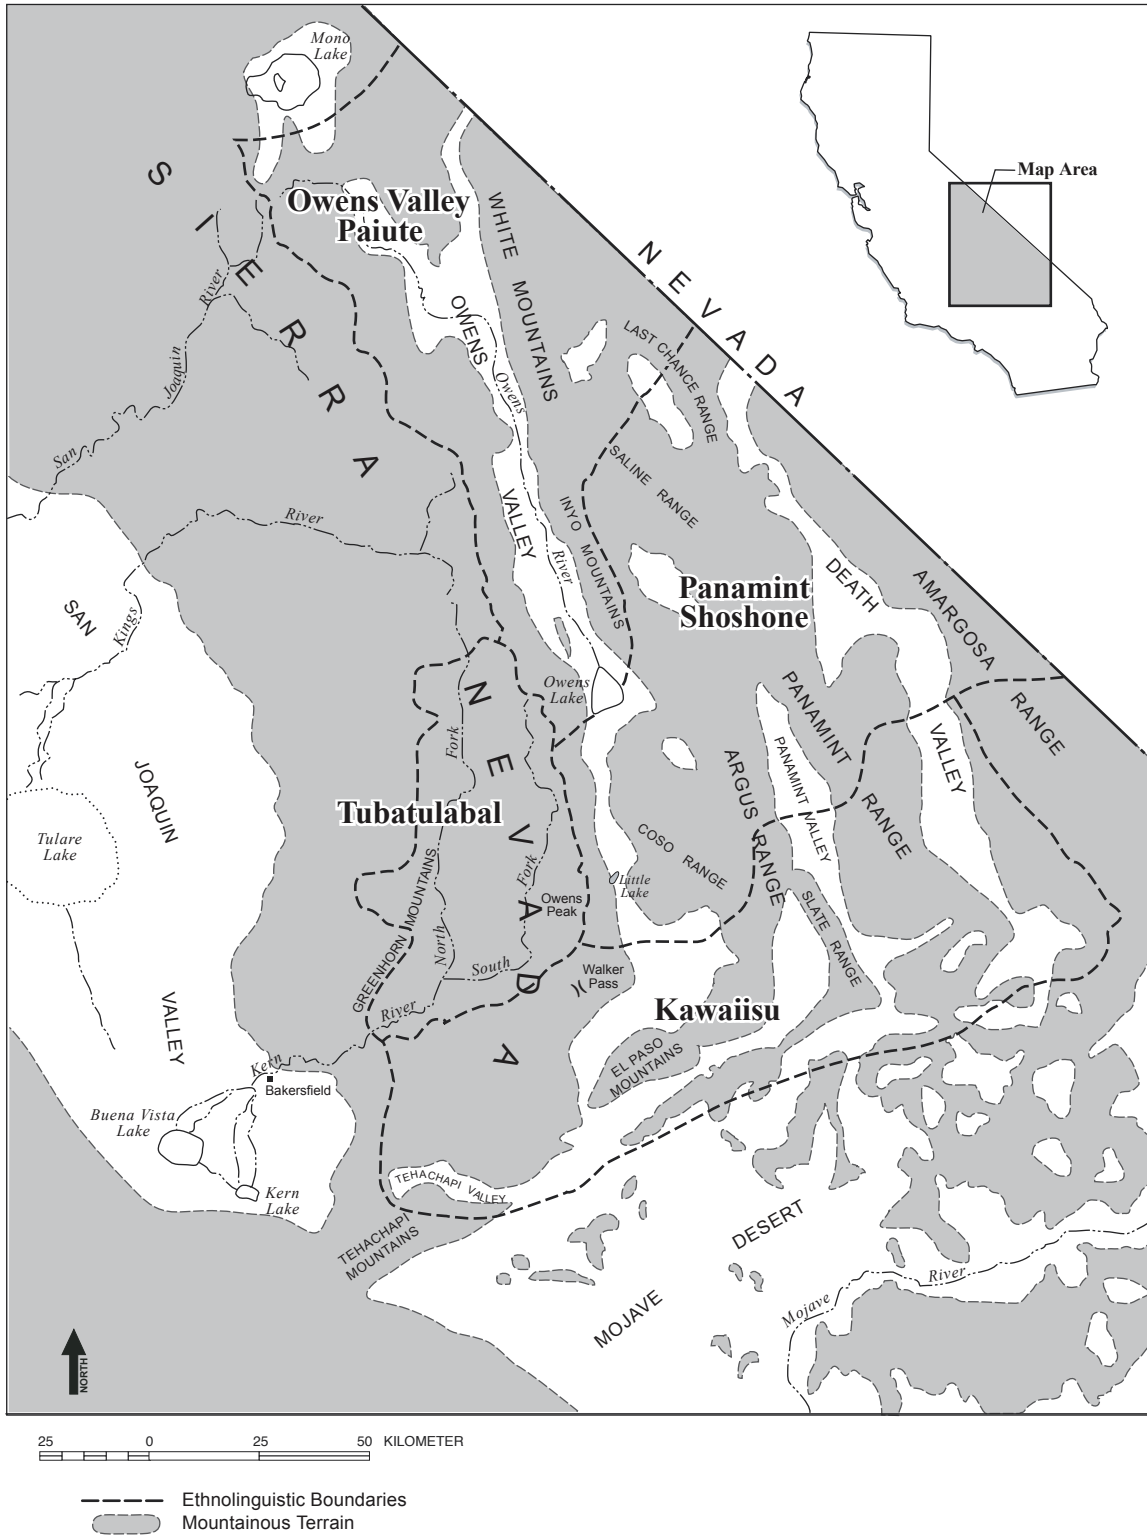 Mono
Lake
Map Area
SIERRA
Owens Valley
Paiute
WHITE MOUNTAINS
NEVADA
River
Joaquin
San
OWENS
Owens
LAST CHANCE RANGE
SALINE RANGE
VALLEY
INYO MOUNTAINS
River
River
Kings
SAN
Panamint
Shoshone
DEATH
AMARGOSA
RANGE
Owens
Lake
NEVADA
Fork
PANAMINT
RANGE
VALLEY
JOAQUIN
ARGUS RANGE
PANAMINT VALLEY
Tubatulabal
Tulare
Lake
COSO RANGE
Little
Lake
Fork
Owens
Peak
GREENHORN MOUNTAINS
North
South
SLATE RANGE
Walker
Pass
VALLEY
River
Kawaiisu
EL PASO
MOUNTAINS
Kern
Bakersfield
Buena Vista
Lake
Kern
Lake
TEHACHAPI VALLEY
TEHACHAPI
MOUNTAINS
DESERT
MOJAVE
River
Mojave
NORTH
25 0 25 50 KILOMETER
Ethnolinguistic Boundaries
Mountainous Terrain